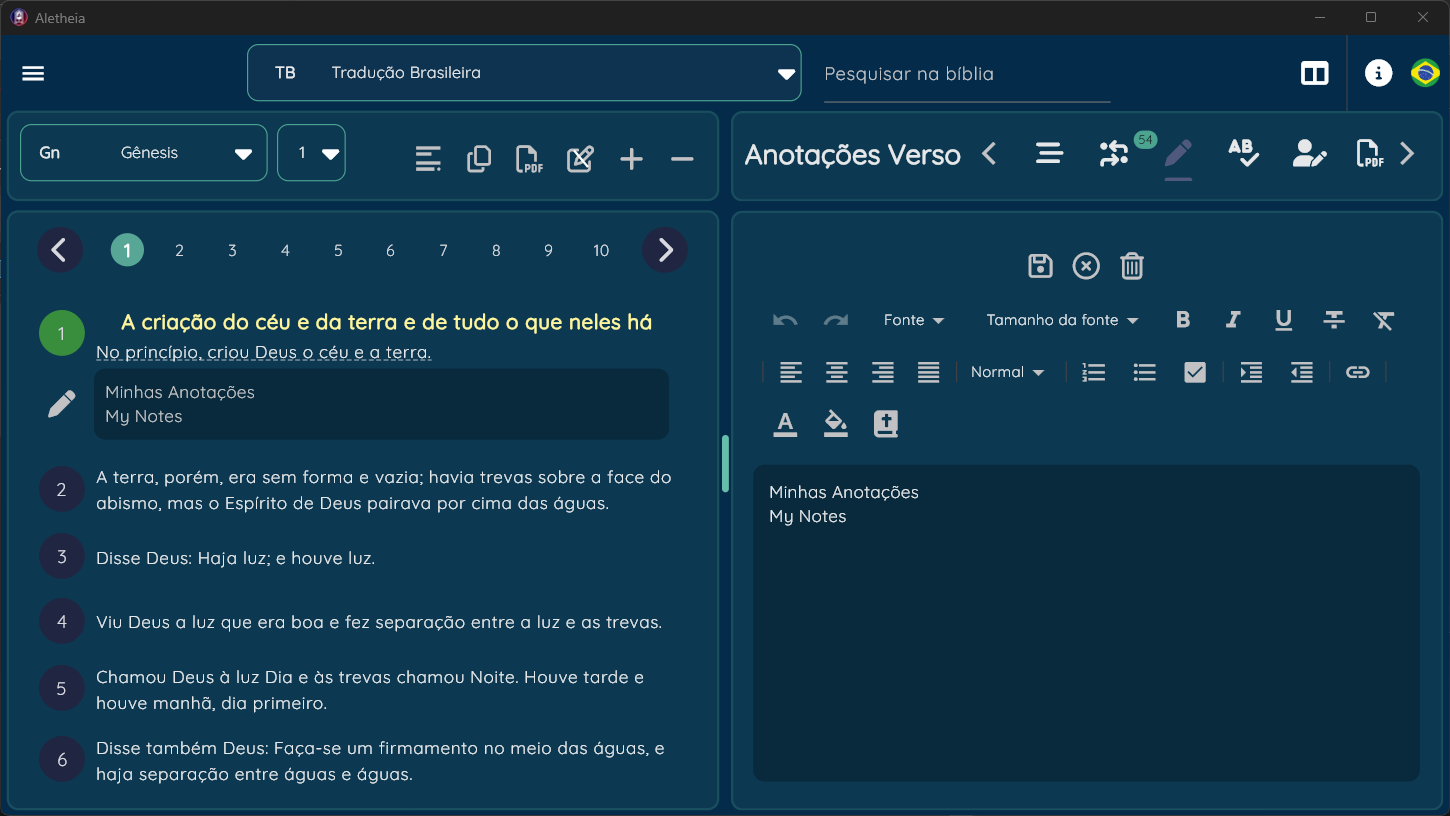 Aletheia
TB Tradução Brasileira
Pesquisar na bíblia
Gn Gênesis
1
PDF
Anotações Verso
54
AB
PDF
1 2 3 4 5 6 7 8 9 10
1 A criação do céu e da terra e de tudo o que neles há
No princípio, criou Deus o céu e a terra.
Minhas Anotações
My Notes
2 A terra, porém, era sem forma e vazia; havia trevas sobre a face do
abismo, mas o Espírito de Deus pairava por cima das águas.
3 Disse Deus: Haja luz; e houve luz.
4 Viu Deus a luz que era boa e fez separação entre a luz e as trevas.
5 Chamou Deus à luz Dia e às trevas chamou Noite. Houve tarde e
houve manhã, dia primeiro.
6 Disse também Deus: Faça-se um firmamento no meio das águas, e
haja separação entre águas e águas.
Fonte Tamanho da fonte B I U
Normal
A
Minhas Anotações
My Notes